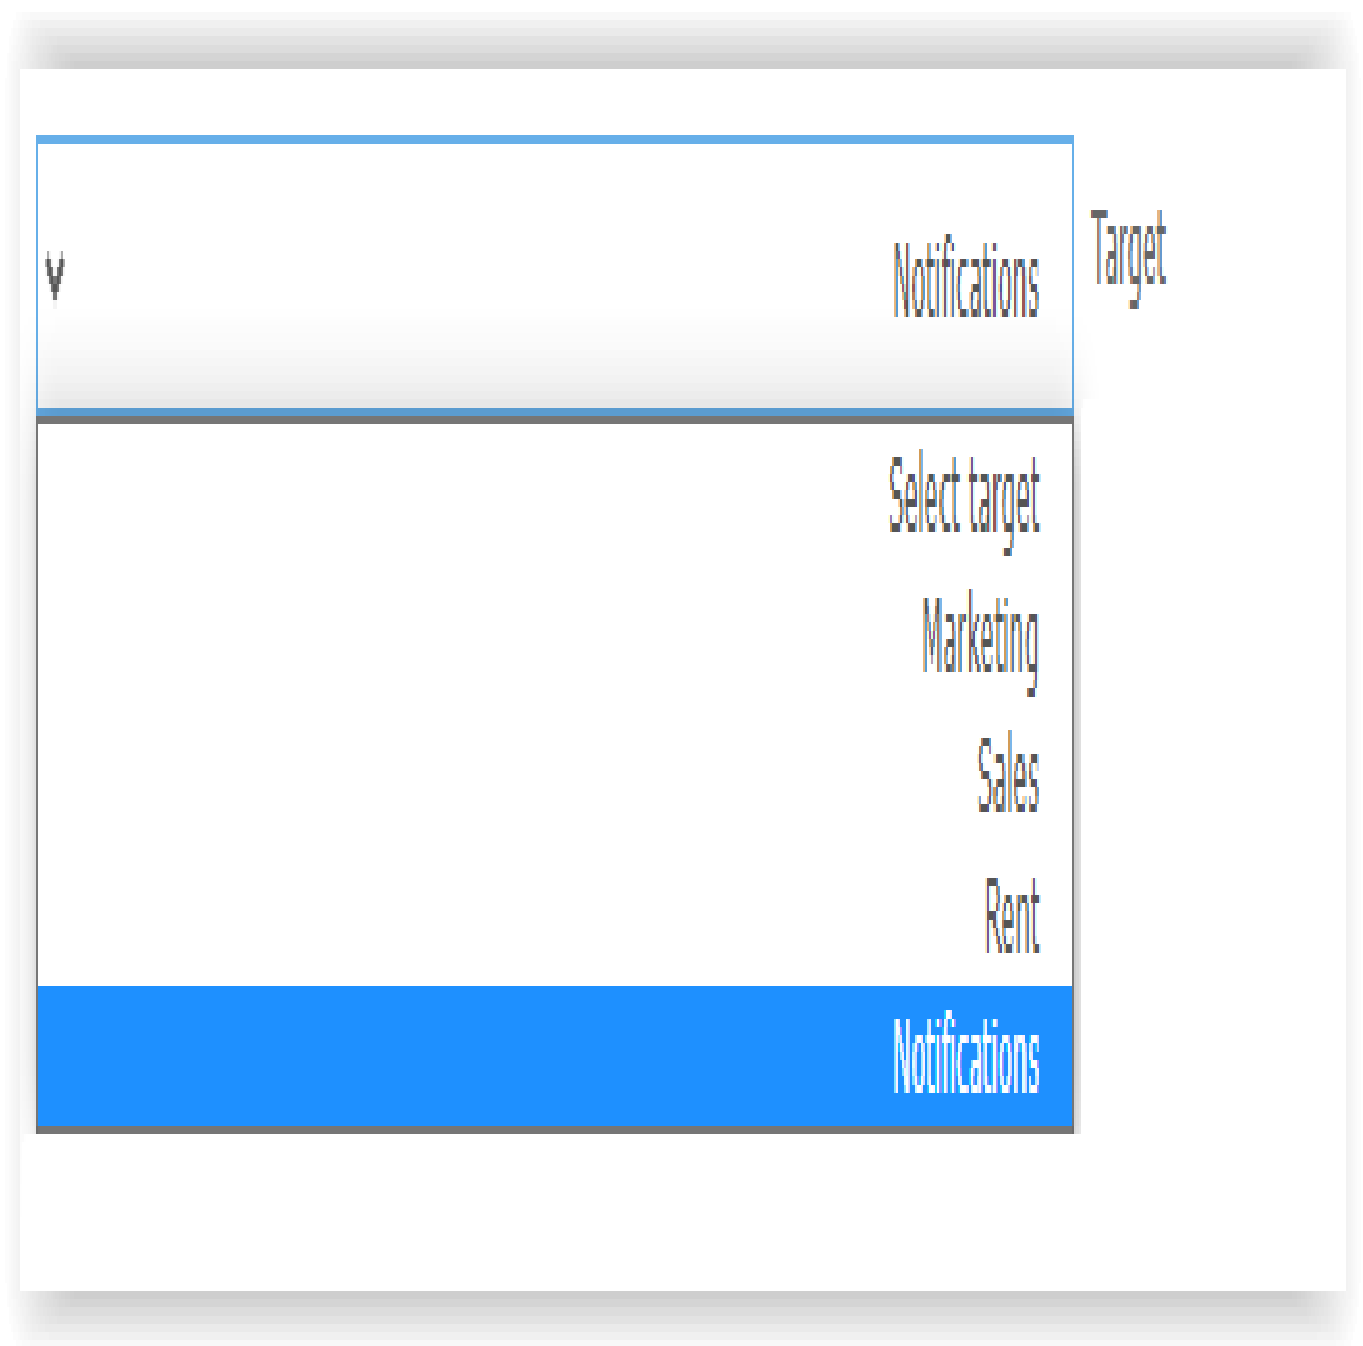 Target
Notifications
Select target
Marketing
Sales
Rent
Notifications